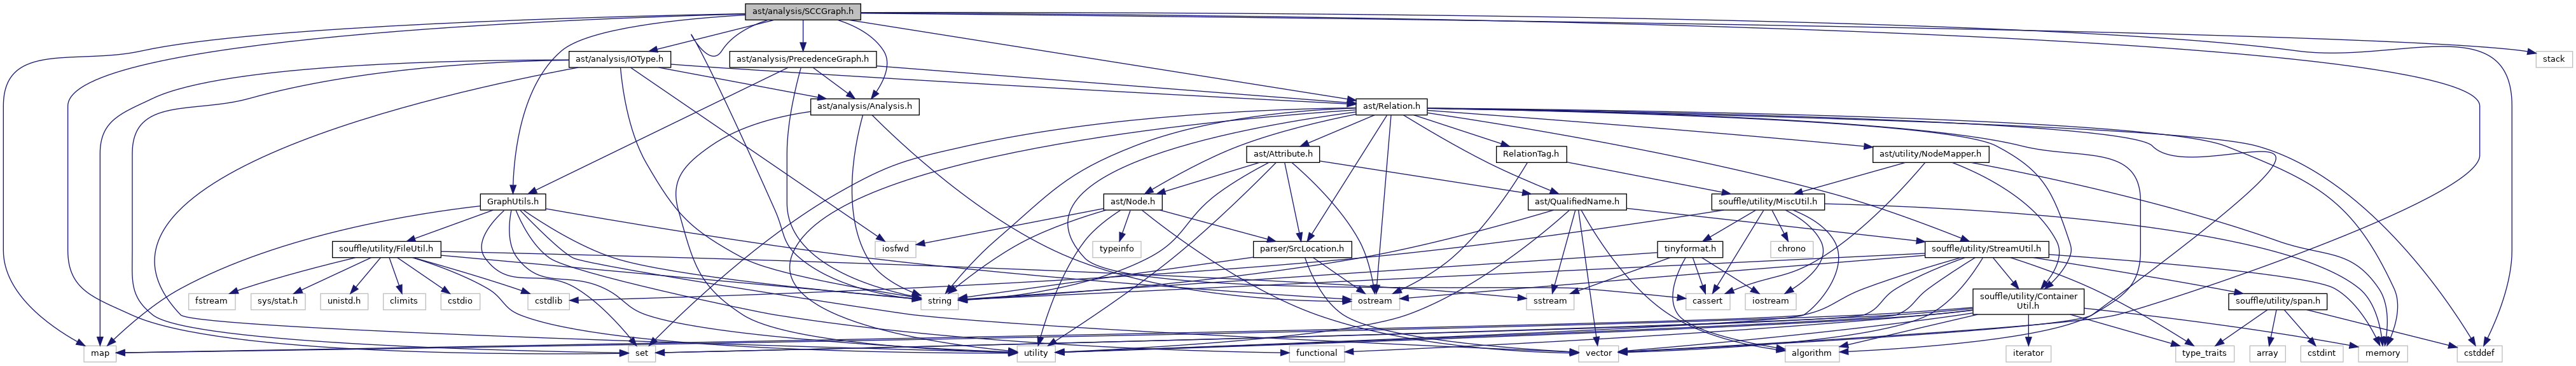 ast/analysis/SCCGraph.h
ast/analysis/IOType.h
ast/analysis/PrecedenceGraph.h
stack
ast/analysis/Analysis.h
ast/Relation.h
ast/Attribute.h
RelationTag.h
ast/utility/NodeMapper.h
GraphUtils.h
ast/Node.h
ast/QualifiedName.h
souffle/utility/MiscUtil.h
souffle/utility/FileUtil.h
iosfwd
typeinfo
parser/SrcLocation.h
tinyformat.h
chrono
souffle/utility/StreamUtil.h
fstream
sys/stat.h
unistd.h
climits
cstdio
cstdlib
string
ostream
sstream
cassert
iostream
souffle/utility/Container
Util.h
souffle/utility/span.h
map
set
utility
functional
vector
algorithm
iterator
type_traits
array
cstdint
memory
cstddef